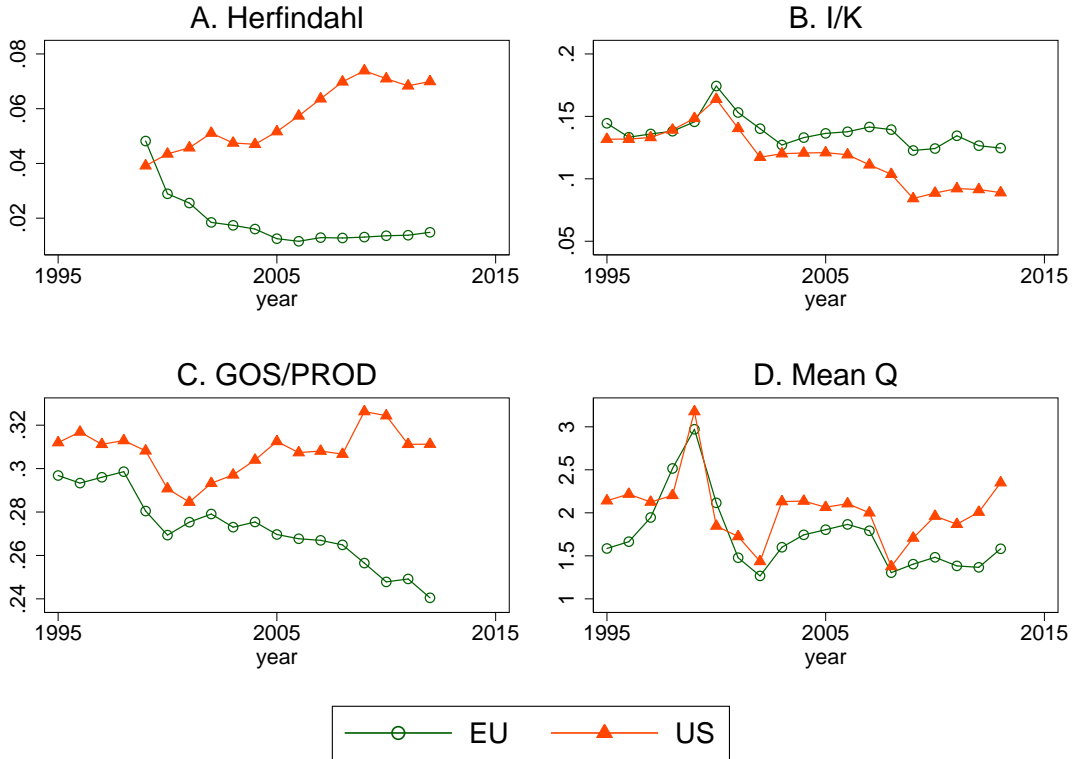 A. Herfindahl
.08
.06
.04
.02
1995 2005 2015
year
B. I/K
.2
.15
.1
.05
1995 2005 2015
year
C. GOS/PROD
.32
.3
.28
.26
.24
1995 2005 2015
year
D. Mean Q
3
2.5
2
1.5
1
1995 2005 2015
year
EU US